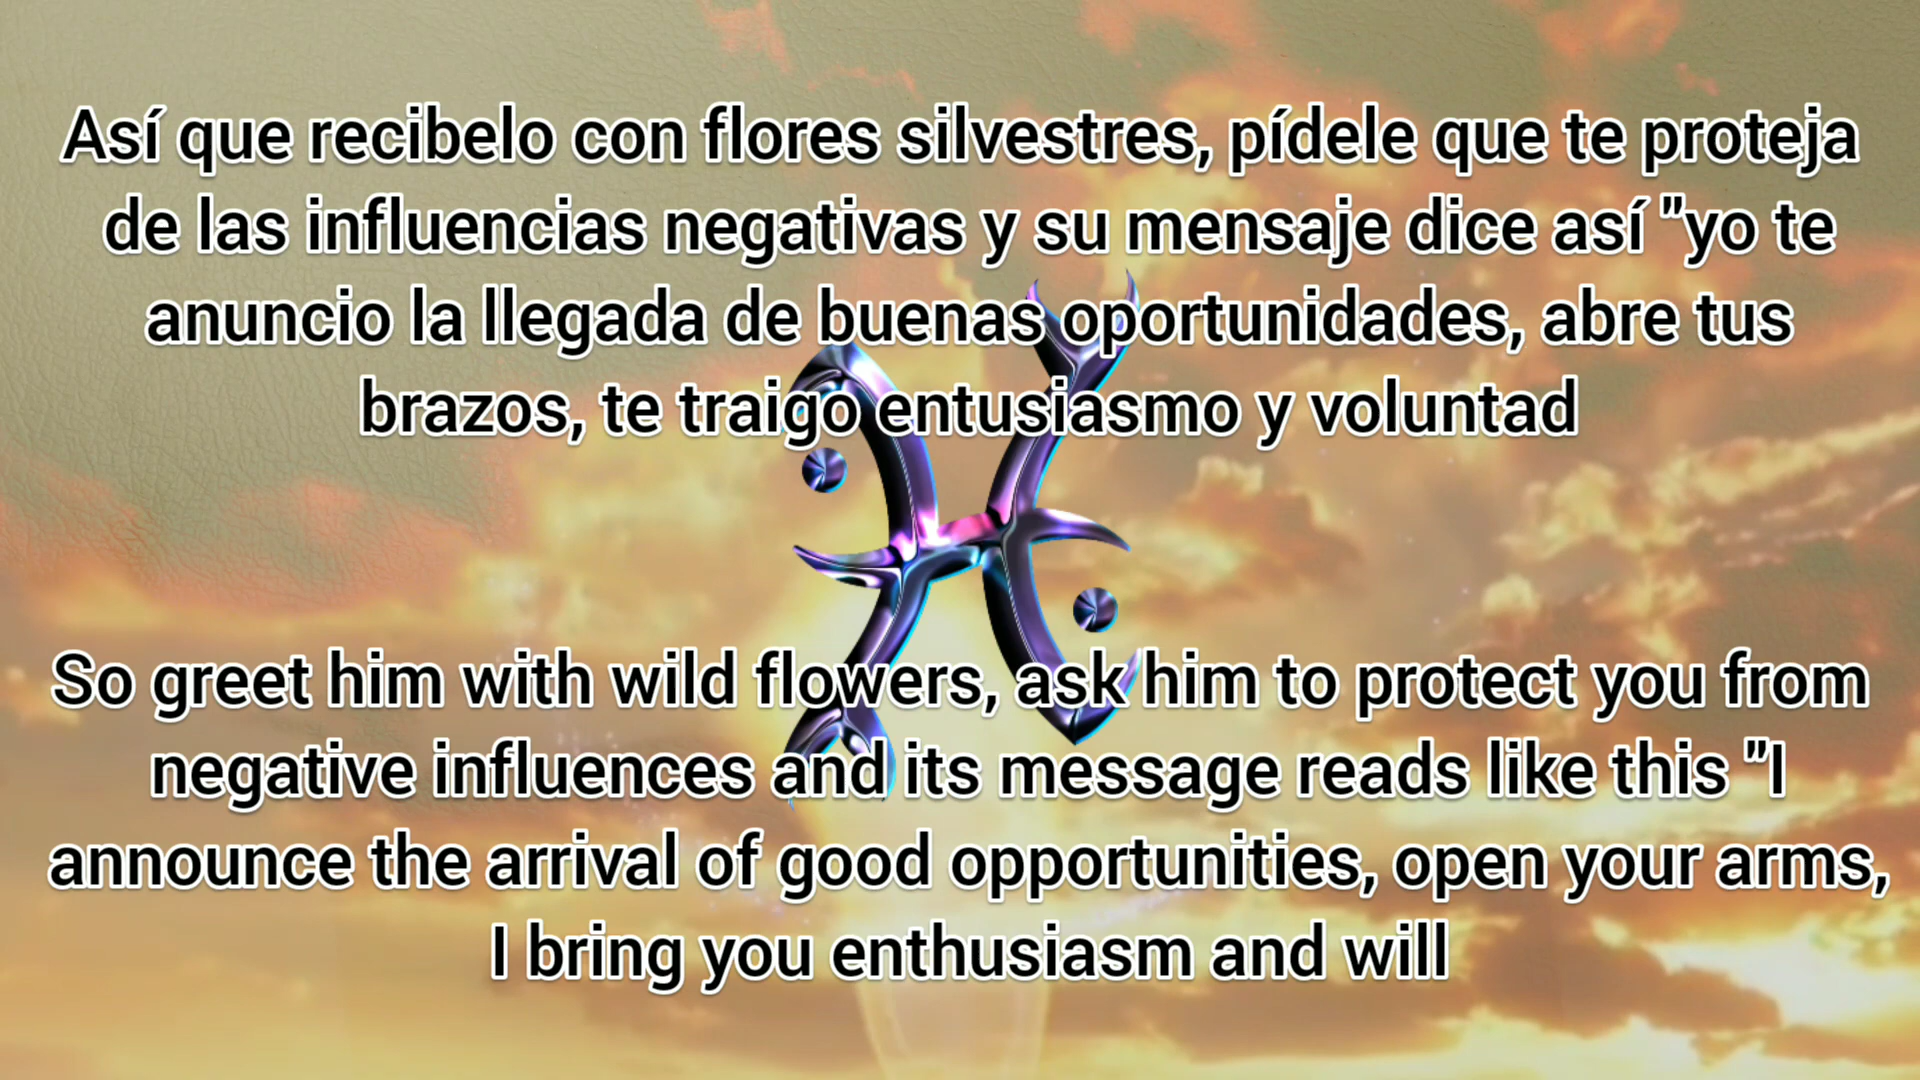 Así que recibelo con flores silvestres, pídele que te proteja
de las influencias negativas y su mensaje dice así "yo te
anuncio la llegada de buenas oportunidades, abre tus
brazos, te traigo entusiasmo y voluntad
So greet him with wild flowers, ask him to protect you from
negative influences and its message reads like this "I
announce the arrival of good opportunities, open your arms,
I bring you enthusiasm and will